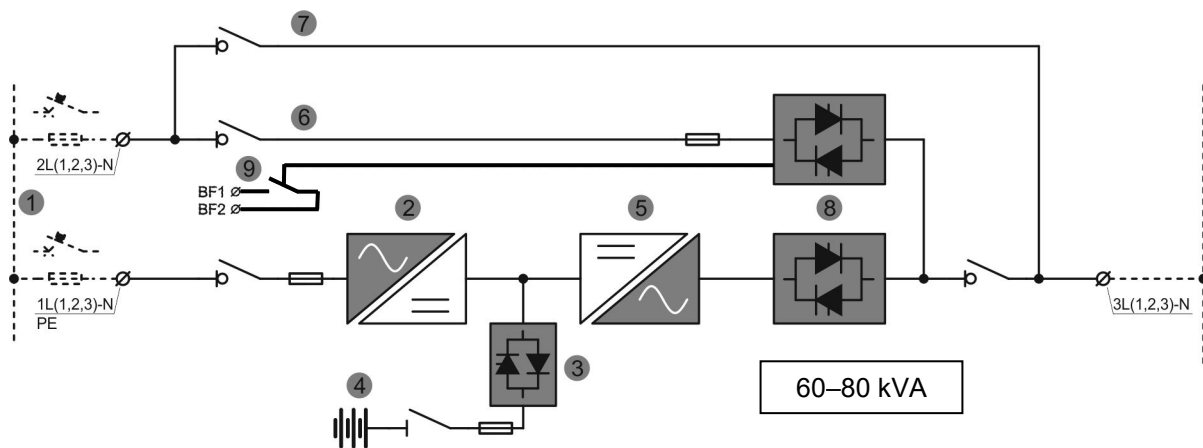 7
6
2L(1,2,3)-N
9
BF1
BF2
1
2
5
8
1L(1,2,3)-N
PE
3L(1,2,3)-N
3
4
60–80 kVA